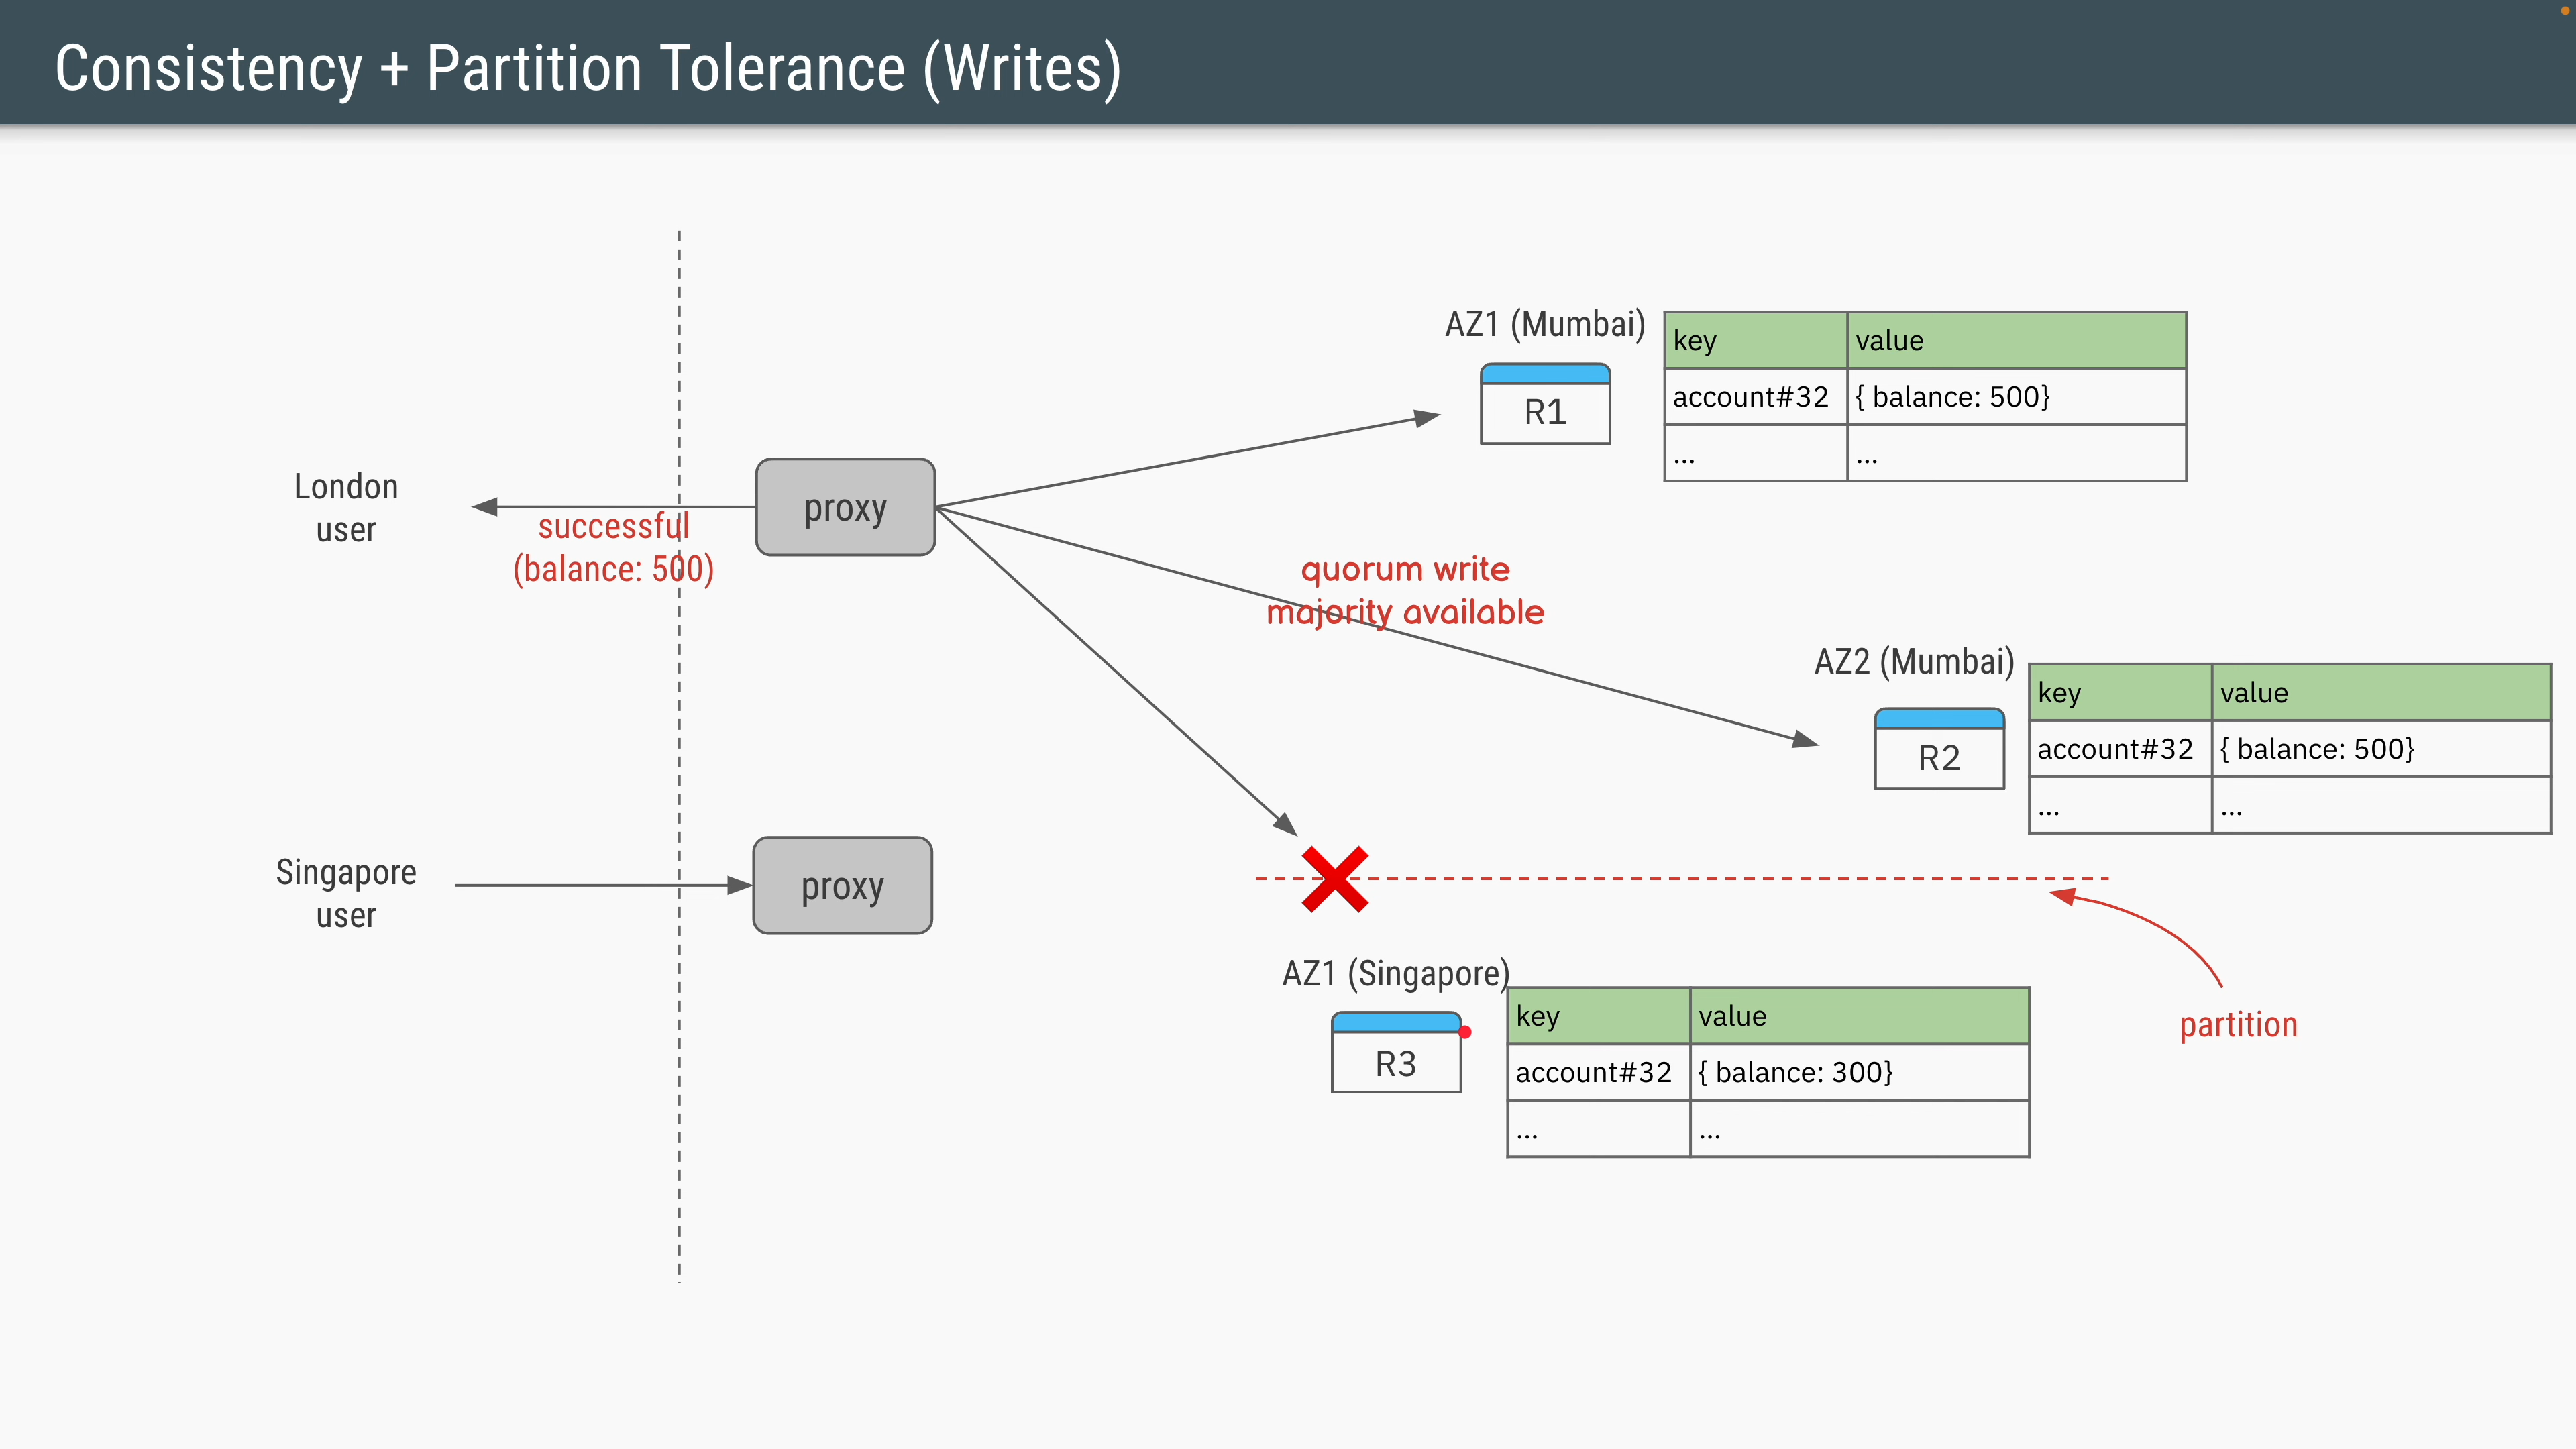 Consistency + Partition Tolerance (Writes)
AZ1 (Mumbai)
R1
key value
account#32 { balance: 500}
... ...
London
user
successful
(balance: 500)
proxy
quorum write
majority available
AZ2 (Mumbai)
R2
key value
account#32 { balance: 500}
... ...
Singapore
user
proxy
AZ1 (Singapore)
R3
key value
account#32 { balance: 300}
... ...
partition